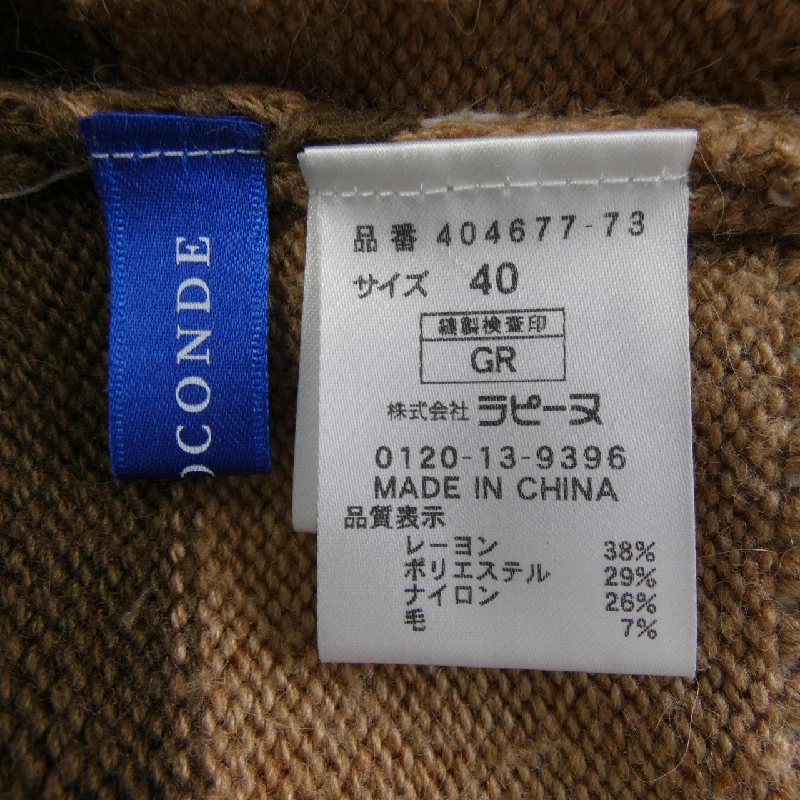 OCONDE
品番 404677-73
サイズ 40
縫製検査印
GR
株式会社 ラピーヌ
0120-13-9396
MADE IN CHINA
品質表示
レーヨン 38%
ポリエステル 29%
ナイロン 26%
毛 7%